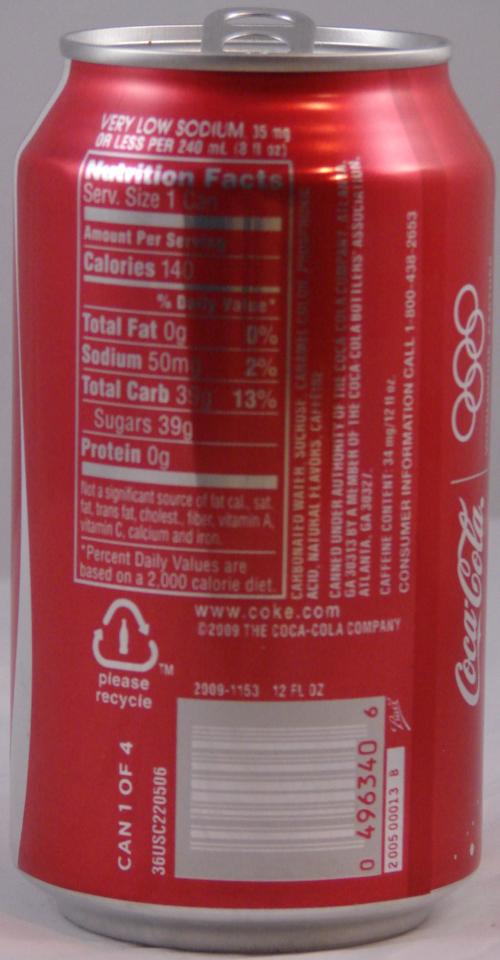 VERY LOW SODIUM, 35 mg
OR LESS PER 240 mL (8 fl oz)
Nutrition Facts
Serv. Size 1 Can
Amount Per Serving
Calories 140
% Daily Value*
Total Fat 0g 0%
Sodium 50mg 2%
Total Carb 39g 13%
Sugars 39g
Protein 0g
Not a significant source of fat cal., sat.
fat, trans fat, cholest., fiber, vitamin A,
vitamin C, calcium and iron.
*Percent Daily Values are
based on a 2,000 calorie diet.
CARBONATED WATER, SUCROSE, CARAMEL COLOR, PHOSPHORIC
ACID, NATURAL FLAVORS, CAFFEINE
CANNED UNDER AUTHORITY OF THE COCA-COLA COMPANY, ATLANTA,
GA 30313 BY A MEMBER OF THE COCA-COLA BOTTLERS' ASSOCIATION,
ATLANTA, GA 30327.
CAFFEINE CONTENT: 34 mg/12 fl oz.
CONSUMER INFORMATION CALL 1-800-438-2653
www.coke.com
©2009 THE COCA-COLA COMPANY
please
recycle
TM
2009-1153 12 FL OZ
CAN 1 OF 4
36USC220506
0 496340 6
Ball
2005 00013 B
Coca-Cola